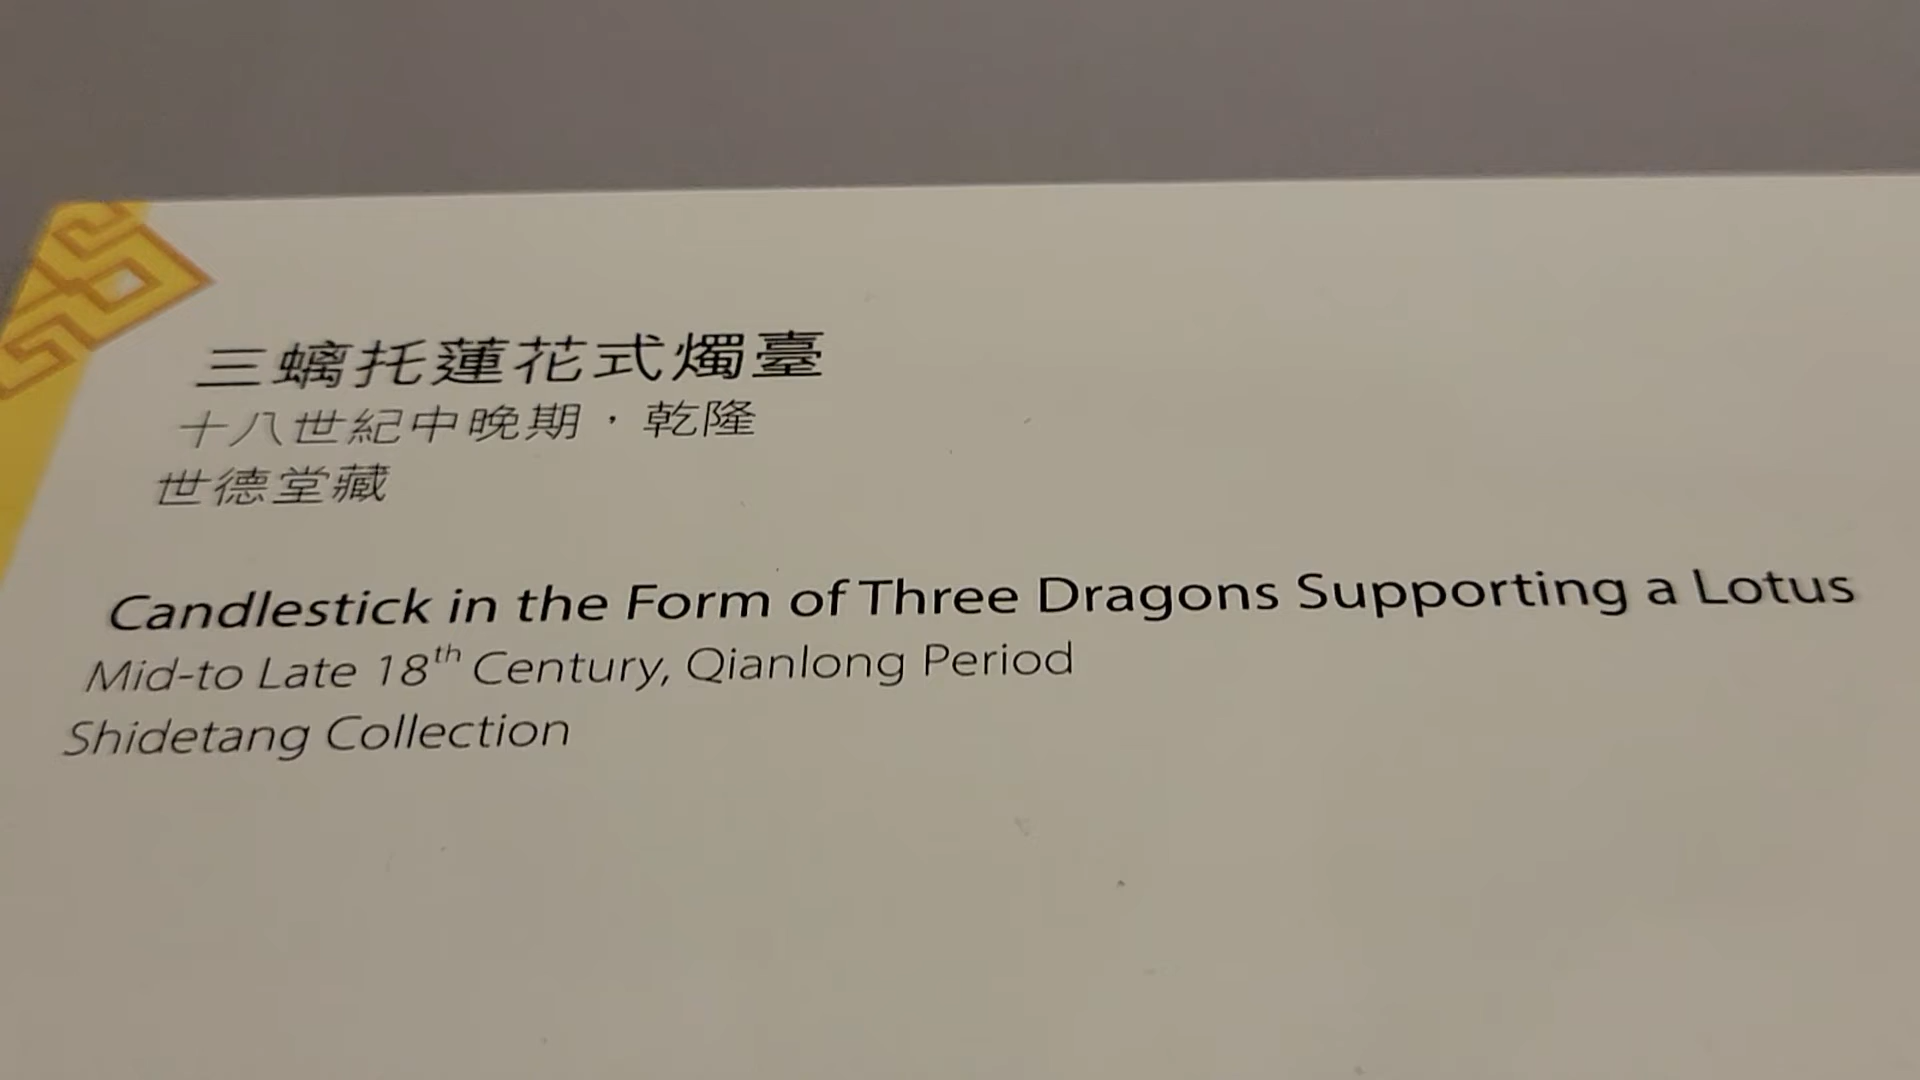 三螭托蓮花式燭臺
十八世紀中晚期．乾隆
世德堂藏
Candlestick in the Form of Three Dragons Supporting a Lotus
Mid-to Late 18th Century, Qianlong Period
Shidetang Collection